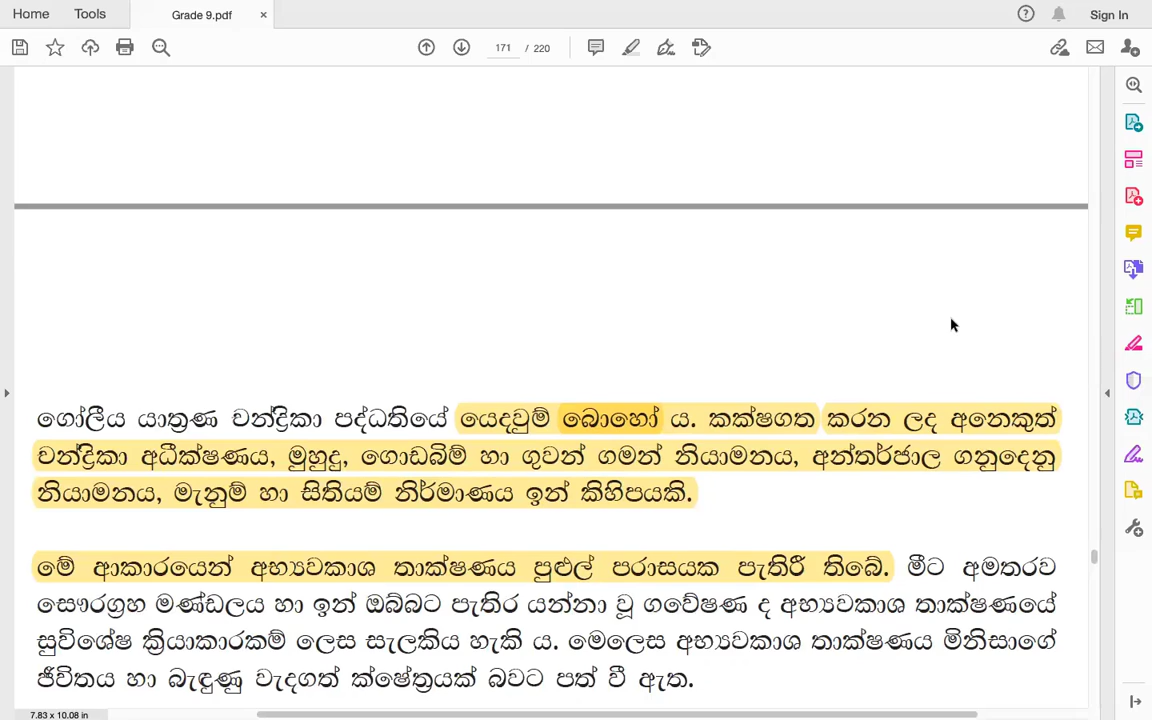 Home Tools Grade 9.pdf × Sign In
171 / 220
ගෝලීය යාත්‍රණ චන්ද්‍රිකා පද්ධතියේ යෙදවුම් බොහෝ ය. කක්ෂගත කරන ලද අනෙකුත්
චන්ද්‍රිකා අධීක්ෂණය, මුහුදු, ගොඩබිම් හා ගුවන් ගමන් නියාමනය, අන්තර්ජාල ගනුදෙනු
නියාමනය, මැනුම් හා සිතියම් නිර්මාණය ඉන් කිහිපයකි.
මේ ආකාරයෙන් අභ්‍යවකාශ තාක්ෂණය පුළුල් පරාසයක පැතිරී තිබේ. මීට අමතරව
සෞරග්‍රහ මණ්ඩලය හා ඉන් ඔබ්බට පැතිර යන්නා වූ ගවේෂණ ද අභ්‍යවකාශ තාක්ෂණයේ
සුවිශේෂ ක්‍රියාකාරකම් ලෙස සැලකිය හැකි ය. මෙලෙස අභ්‍යවකාශ තාක්ෂණය මිනිසාගේ
ජීවිතය හා බැඳුණු වැදගත් ක්ෂේත්‍රයක් බවට පත් වී ඇත.
7.83 x 10.08 in